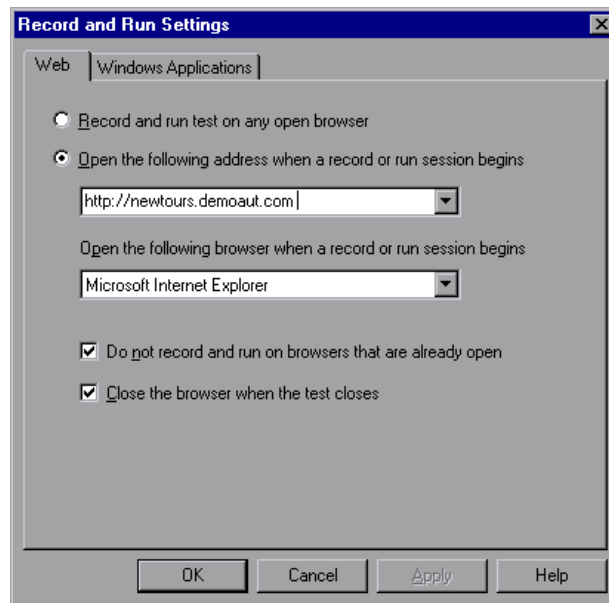 Record and Run Settings
Web
Windows Applications
Record and run test on any open browser
Open the following address when a record or run session begins
http://newtours.demoaut.com
Open the following browser when a record or run session begins
Microsoft Internet Explorer
Do not record and run on browsers that are already open
Close the browser when the test closes
OK
Cancel
Apply
Help